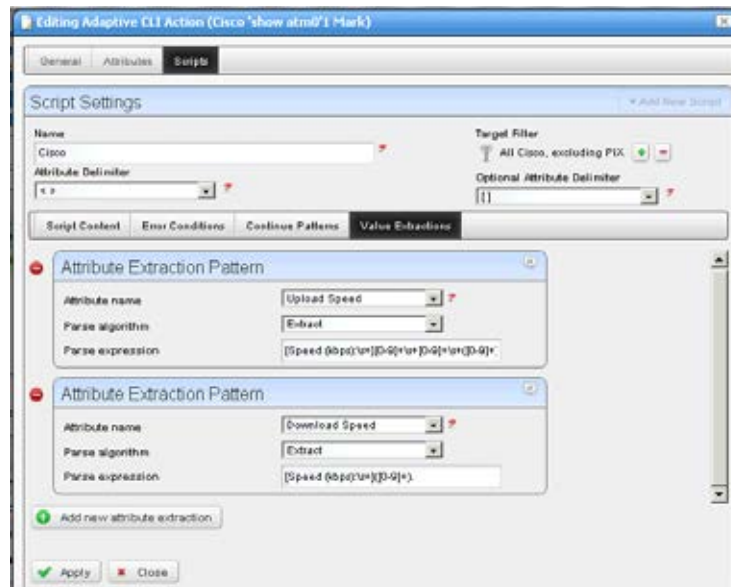 Editing Adaptive CLI Action (Cisco 'show atm0'1 Mark)
General Attributes Scripts
Script Settings
Add New Script
Name
Target Filter
Cisco
All Cisco, excluding PIX
Attribute Delimiter
Optional Attribute Delimiter
< >
[]
Script Content Error Conditions Continue Patterns Value Extractions
Attribute Extraction Pattern
Attribute name Upload Speed
Parse algorithm Extract
Parse expression
Attribute Extraction Pattern
Attribute name Download Speed
Parse algorithm Extract
Parse expression
Add new attribute extraction
Apply Close